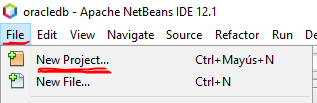 oracledb - Apache NetBeans IDE 12.1
File Edit View Navigate Source Refactor Run
New Project... Ctrl+Mayús+N
New File... Ctrl+N